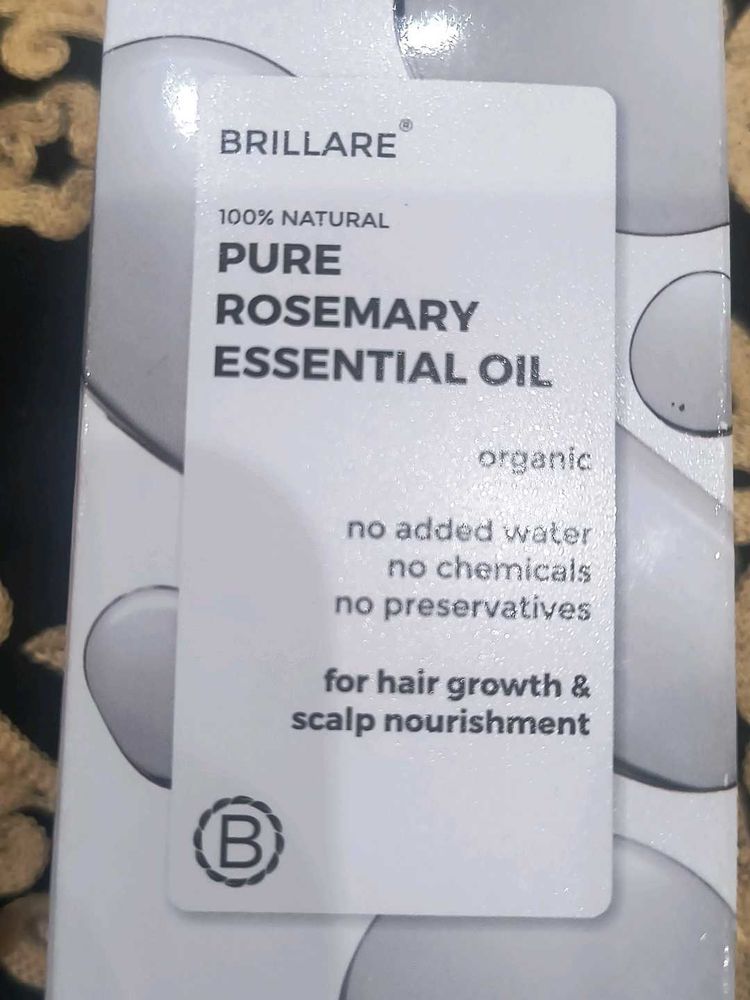 BRILLARE®
100% NATURAL
PURE
ROSEMARY
ESSENTIAL OIL
organic
no added water
no chemicals
no preservatives
for hair growth &
scalp nourishment
B